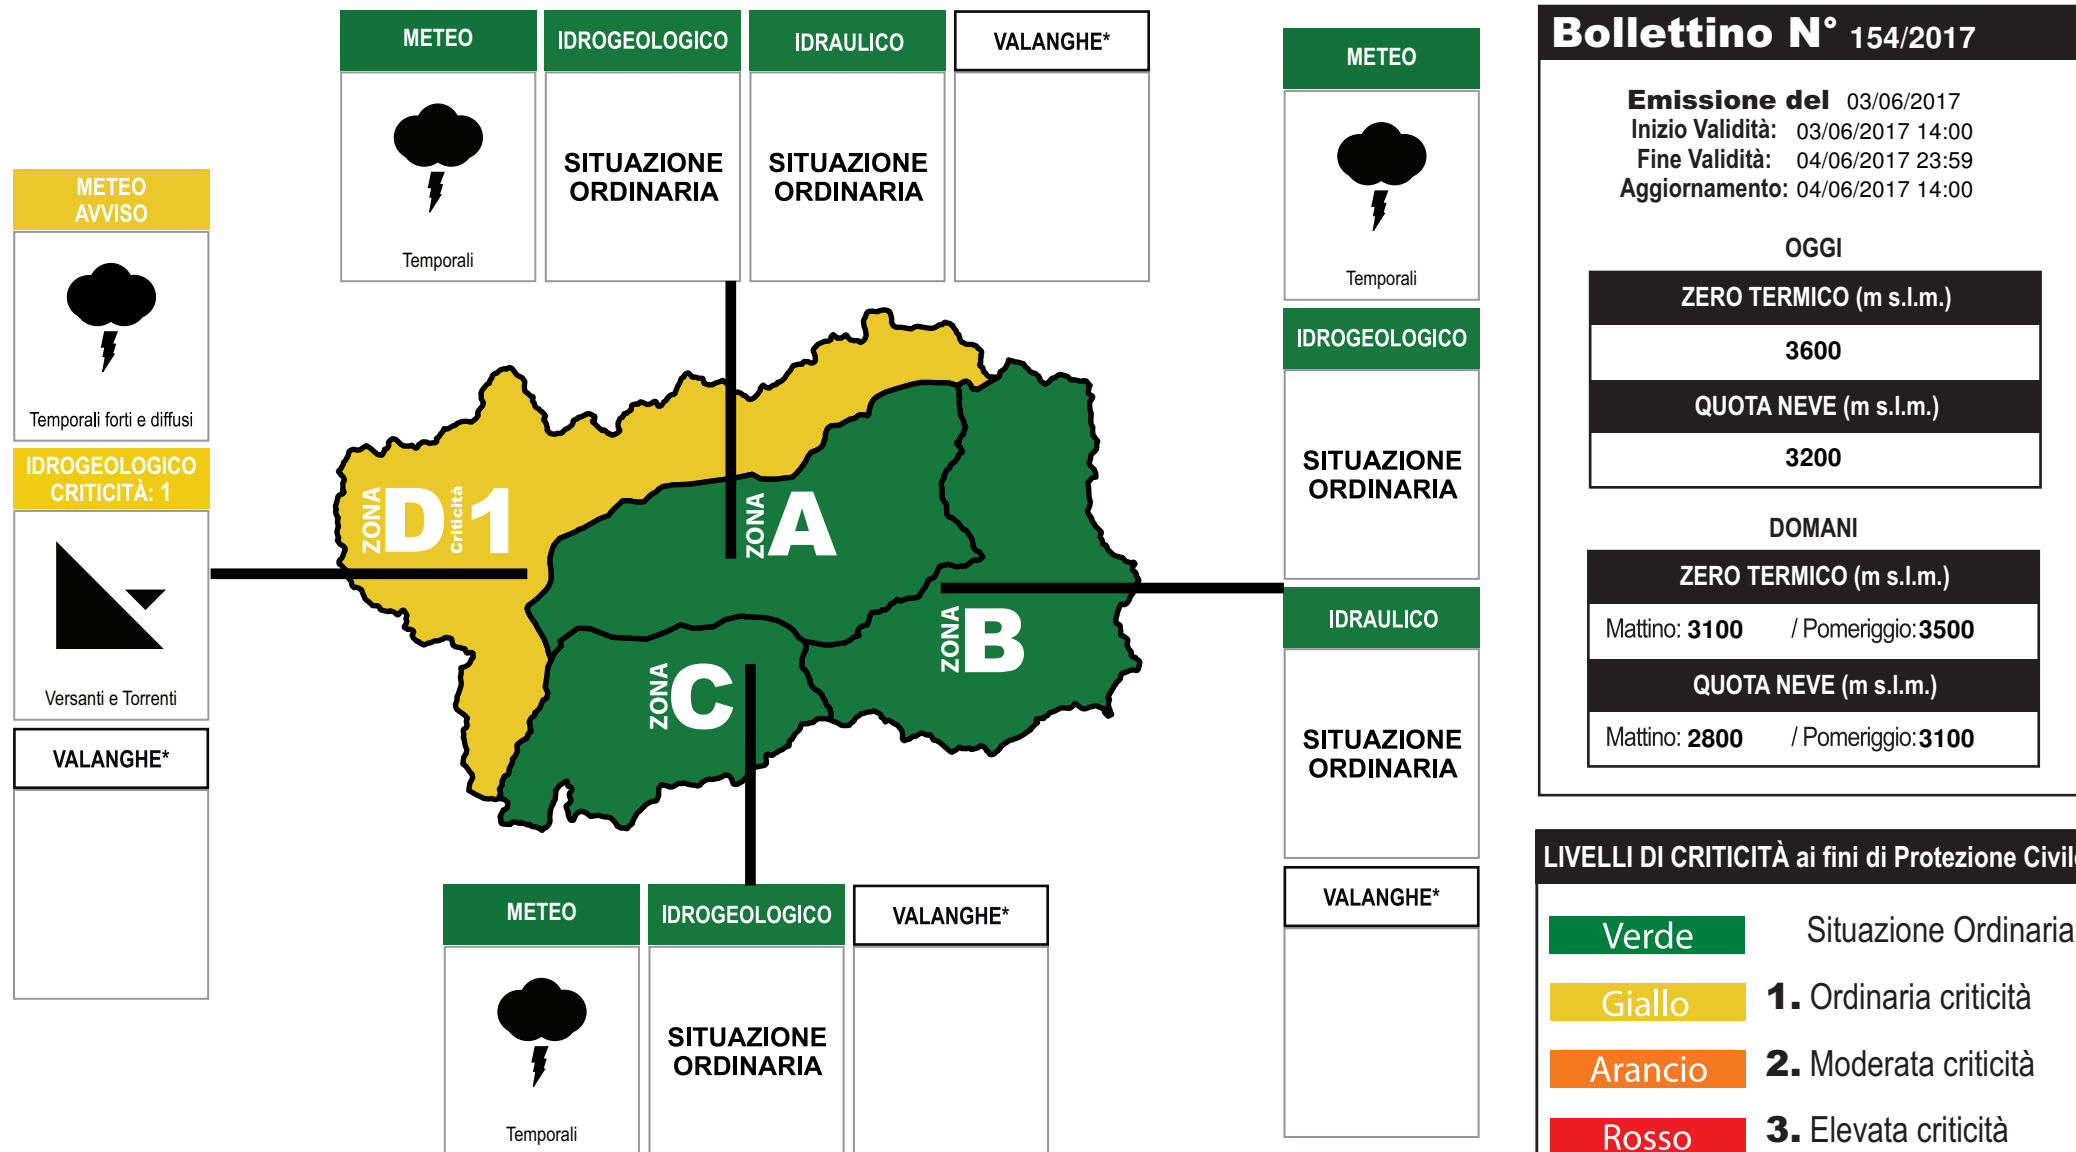 METEO
IDROGEOLOGICO
IDRAULICO
VALANGHE*
Temporali
SITUAZIONE
ORDINARIA
SITUAZIONE
ORDINARIA
METEO
AVVISO
Temporali forti e diffusi
IDROGEOLOGICO
CRITICITÀ: 1
Versanti e Torrenti
VALANGHE*
ZONA D Criticità 1
ZONA A
ZONA B
ZONA C
METEO
Temporali
IDROGEOLOGICO
SITUAZIONE
ORDINARIA
IDRAULICO
SITUAZIONE
ORDINARIA
VALANGHE*
METEO
IDROGEOLOGICO
VALANGHE*
Temporali
SITUAZIONE
ORDINARIA
Bollettino N° 154/2017
Emissione del 03/06/2017
Inizio Validità: 03/06/2017 14:00
Fine Validità: 04/06/2017 23:59
Aggiornamento: 04/06/2017 14:00
OGGI
ZERO TERMICO (m s.l.m.)
3600
QUOTA NEVE (m s.l.m.)
3200
DOMANI
ZERO TERMICO (m s.l.m.)
Mattino: 3100 / Pomeriggio: 3500
QUOTA NEVE (m s.l.m.)
Mattino: 2800 / Pomeriggio: 3100
LIVELLI DI CRITICITÀ ai fini di Protezione Civile
Verde Situazione Ordinaria
Giallo 1. Ordinaria criticità
Arancio 2. Moderata criticità
Rosso 3. Elevata criticità